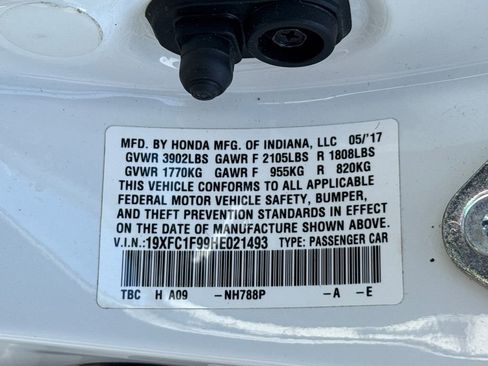 MFD. BY HONDA MFG. OF INDIANA, LLC 05/'17
GVWR 3902LBS GAWR F 2105LBS R 1808LBS
GVWR 1770KG GAWR F 955KG R 820KG
THIS VEHICLE CONFORMS TO ALL APPLICABLE
FEDERAL MOTOR VEHICLE SAFETY, BUMPER,
AND THEFT PREVENTION STANDARDS IN EFFECT
ON THE DATE OF MANUFACTURE SHOWN ABOVE.
V.I.N.:19XFC1F99HE021493 TYPE: PASSENGER CAR
TBC H A09 -NH788P -A -E